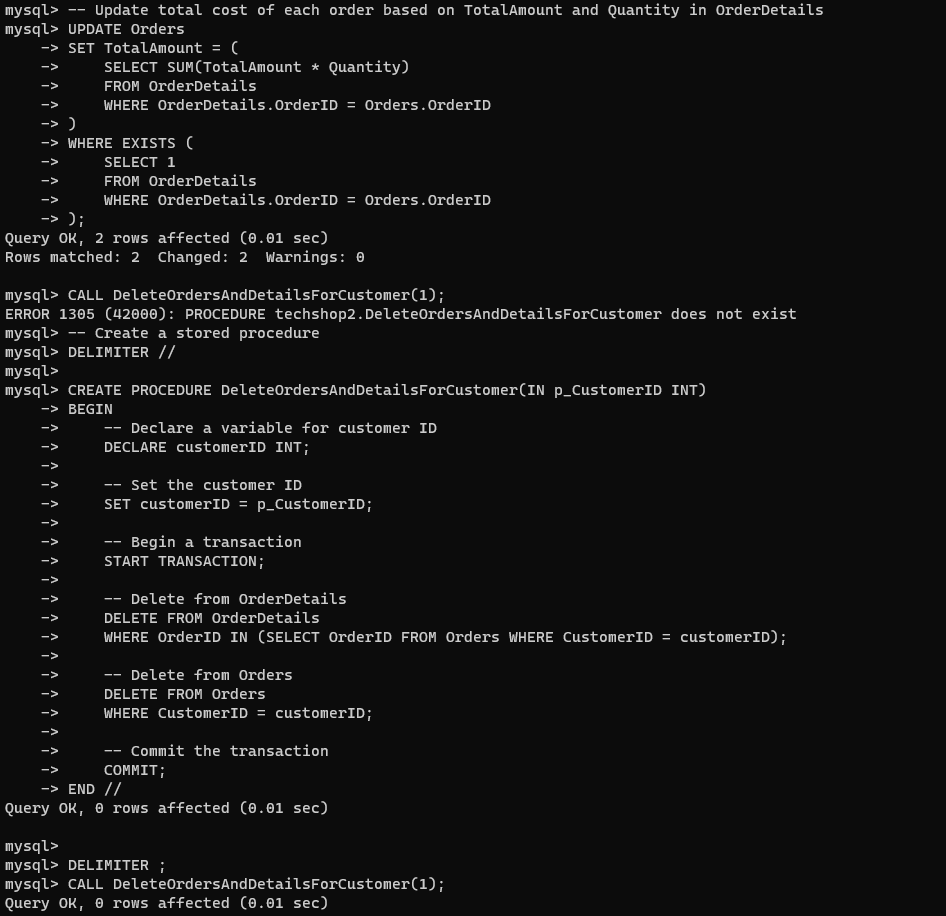 mysql> -- Update total cost of each order based on TotalAmount and Quantity in OrderDetails
mysql> UPDATE Orders
    -> SET TotalAmount = (
    ->     SELECT SUM(TotalAmount * Quantity)
    ->     FROM OrderDetails
    ->     WHERE OrderDetails.OrderID = Orders.OrderID
    -> )
    -> WHERE EXISTS (
    ->     SELECT 1
    ->     FROM OrderDetails
    ->     WHERE OrderDetails.OrderID = Orders.OrderID
    -> );
Query OK, 2 rows affected (0.01 sec)
Rows matched: 2  Changed: 2  Warnings: 0

mysql> CALL DeleteOrdersAndDetailsForCustomer(1);
ERROR 1305 (42000): PROCEDURE techshop2.DeleteOrdersAndDetailsForCustomer does not exist
mysql> -- Create a stored procedure
mysql> DELIMITER //
mysql>
mysql> CREATE PROCEDURE DeleteOrdersAndDetailsForCustomer(IN p_CustomerID INT)
    -> BEGIN
    ->     -- Declare a variable for customer ID
    ->     DECLARE customerID INT;
    ->
    ->     -- Set the customer ID
    ->     SET customerID = p_CustomerID;
    ->
    ->     -- Begin a transaction
    ->     START TRANSACTION;
    ->
    ->     -- Delete from OrderDetails
    ->     DELETE FROM OrderDetails
    ->     WHERE OrderID IN (SELECT OrderID FROM Orders WHERE CustomerID = customerID);
    ->
    ->     -- Delete from Orders
    ->     DELETE FROM Orders
    ->     WHERE CustomerID = customerID;
    ->
    ->     -- Commit the transaction
    ->     COMMIT;
    -> END //
Query OK, 0 rows affected (0.01 sec)

mysql>
mysql> DELIMITER ;
mysql> CALL DeleteOrdersAndDetailsForCustomer(1);
Query OK, 0 rows affected (0.01 sec)